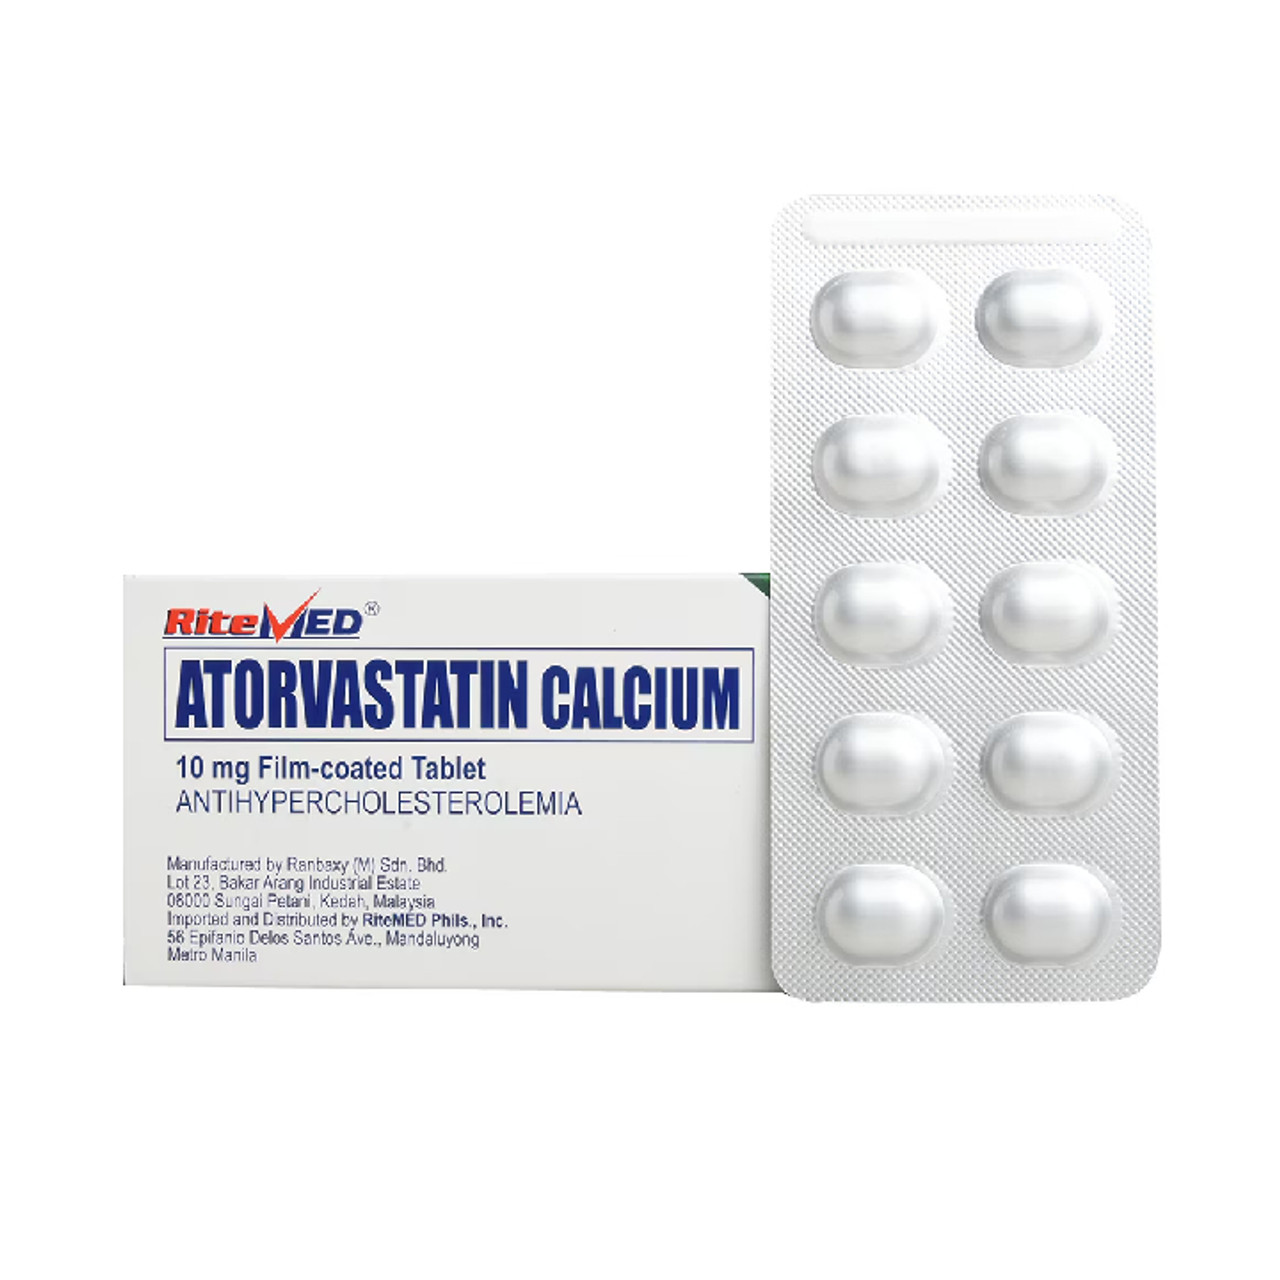 RiteMED®
ATORVASTATIN CALCIUM
10 mg Film-coated Tablet
ANTIHYPERCHOLESTEROLEMIA
Manufactured by Ranbaxy (M) Sdn. Bhd.
Lot 23, Bakar Arang Industrial Estate
08000 Sungai Petani, Kedah, Malaysia
Imported and Distributed by RiteMED Phils., Inc.
56 Epifanio Delos Santos Ave., Mandaluyong
Metro Manila